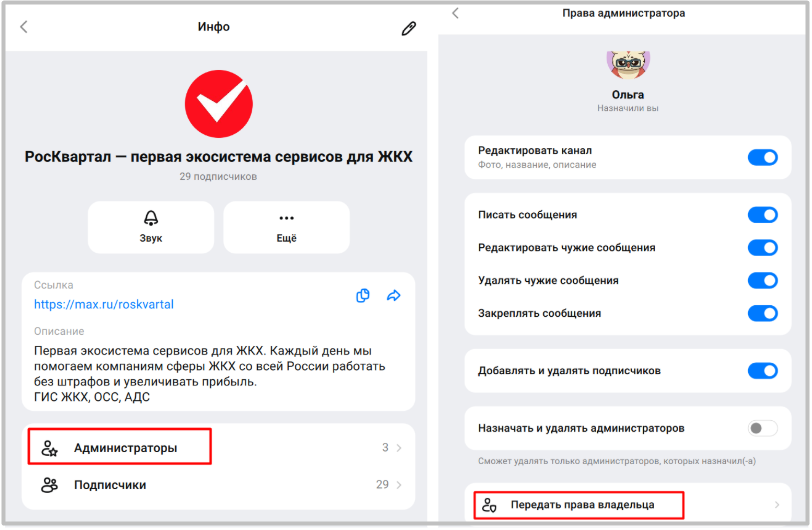 Инфо
РосКвартал — первая экосистема сервисов для ЖКХ
29 подписчиков
Звук
Ещё
Ссылка
https://max.ru/roskvartal
Описание
Первая экосистема сервисов для ЖКХ. Каждый день мы
помогаем компаниям сферы ЖКХ со всей России работать
без штрафов и увеличивать прибыль.
ГИС ЖКХ, ОСС, АДС
Администраторы 3
Подписчики 29
Права администратора
Ольга
Назначили вы
Редактировать канал
Фото, название, описание
Писать сообщения
Редактировать чужие сообщения
Удалять чужие сообщения
Закреплять сообщения
Добавлять и удалять подписчиков
Назначать и удалять администраторов
Сможет удалять только администраторов, которых назначил(-а)
Передать права владельца